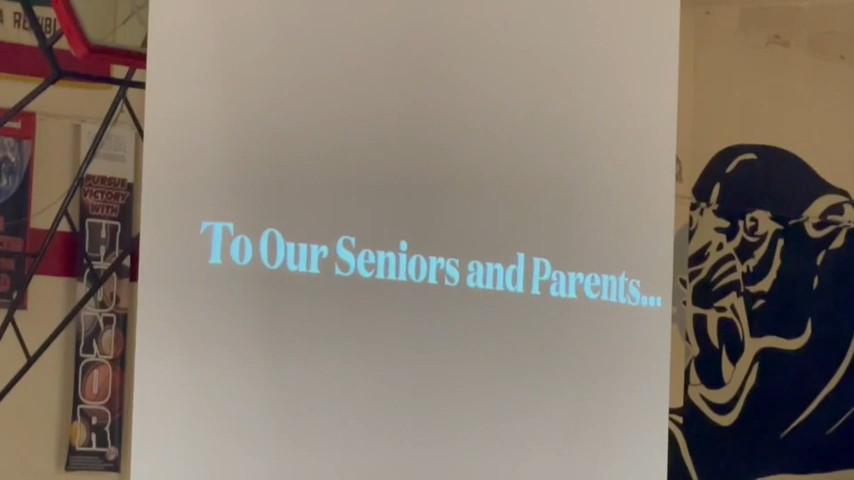 PURSUE
VICTORY
WITH
HONOR
To Our Seniors and Parents...